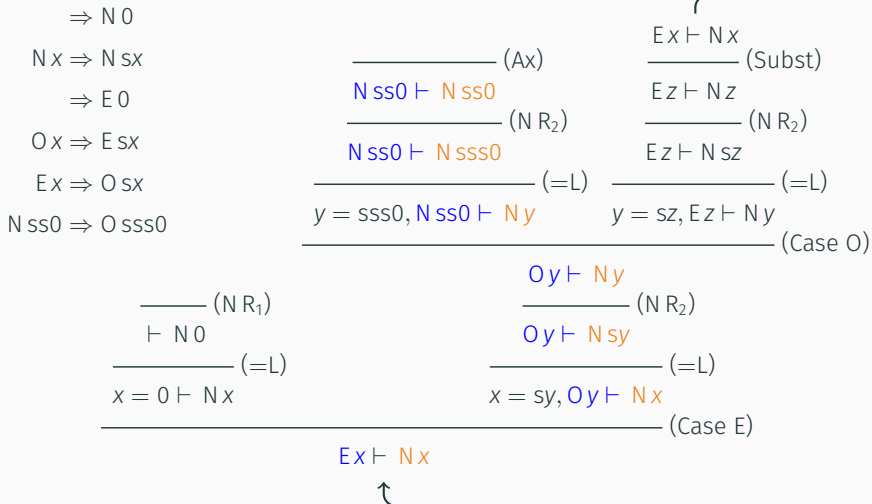 ⇒ N 0
N x ⇒ N sx
⇒ E 0
O x ⇒ E sx
E x ⇒ O sx
N ss0 ⇒ O sss0
E x ⊢ N x
(Ax) (Subst)
N ss0 ⊢ N ss0 E z ⊢ N z
(N R₂) (N R₂)
N ss0 ⊢ N sss0 E z ⊢ N sz
(=L) (=L)
y = sss0, N ss0 ⊢ N y y = sz, E z ⊢ N y
(Case O)
O y ⊢ N y
(N R₁) (N R₂)
⊢ N 0 O y ⊢ N sy
(=L) (=L)
x = 0 ⊢ N x x = sy, O y ⊢ N x
(Case E)
E x ⊢ N x